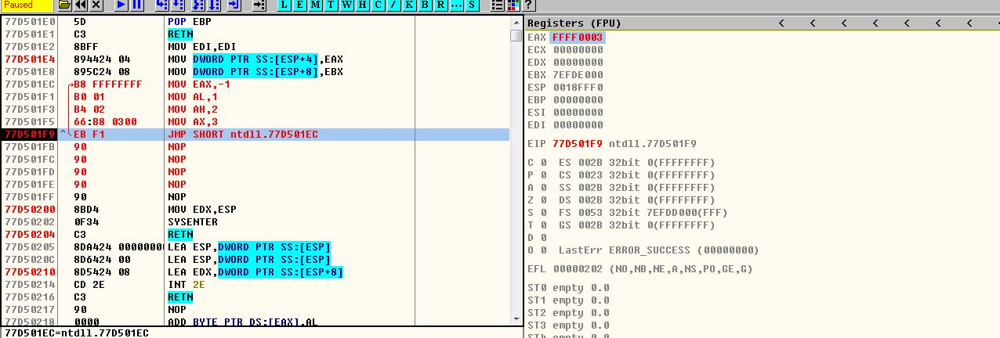 Paused
L E M T W H C / K B R ... S ?
77D501E0 5D POP EBP
77D501E1 C3 RETN
77D501E2 8BFF MOV EDI,EDI
77D501E4 894424 04 MOV DWORD PTR SS:[ESP+4],EAX
77D501E8 895C24 08 MOV DWORD PTR SS:[ESP+8],EBX
77D501EC B8 FFFFFFFF MOV EAX,-1
77D501F1 B0 01 MOV AL,1
77D501F3 B4 02 MOV AH,2
77D501F5 66:B8 0300 MOV AX,3
77D501F9 ^ EB F1 JMP SHORT ntdll.77D501EC
77D501FB 90 NOP
77D501FC 90 NOP
77D501FD 90 NOP
77D501FE 90 NOP
77D501FF 90 NOP
77D50200 8BD4 MOV EDX,ESP
77D50202 0F34 SYSENTER
77D50204 C3 RETN
77D50205 8DA424 00000000 LEA ESP,DWORD PTR SS:[ESP]
77D5020C 8D6424 00 LEA ESP,DWORD PTR SS:[ESP]
77D50210 8D5424 08 LEA EDX,DWORD PTR SS:[ESP+8]
77D50214 CD 2E INT 2E
77D50216 C3 RETN
77D50217 90 NOP
77D50218 0000 ADD BYTE PTR DS:[EAX],AL
77D501EC=ntdll.77D501EC
Registers (FPU) < < < < < < <
EAX FFFF0003
ECX 00000000
EDX 00000000
EBX 7EFDE000
ESP 0018FFF0
EBP 00000000
ESI 00000000
EDI 00000000
EIP 77D501F9 ntdll.77D501F9
C 0 ES 002B 32bit 0(FFFFFFFF)
P 0 CS 0023 32bit 0(FFFFFFFF)
A 0 SS 002B 32bit 0(FFFFFFFF)
Z 0 DS 002B 32bit 0(FFFFFFFF)
S 0 FS 0053 32bit 7EFDD000(FFF)
T 0 GS 002B 32bit 0(FFFFFFFF)
D 0
O 0 LastErr ERROR_SUCCESS (00000000)
EFL 00000202 (NO,NB,NE,A,NS,PO,GE,G)
ST0 empty 0.0
ST1 empty 0.0
ST2 empty 0.0
ST3 empty 0.0
ST4 empty 0.0